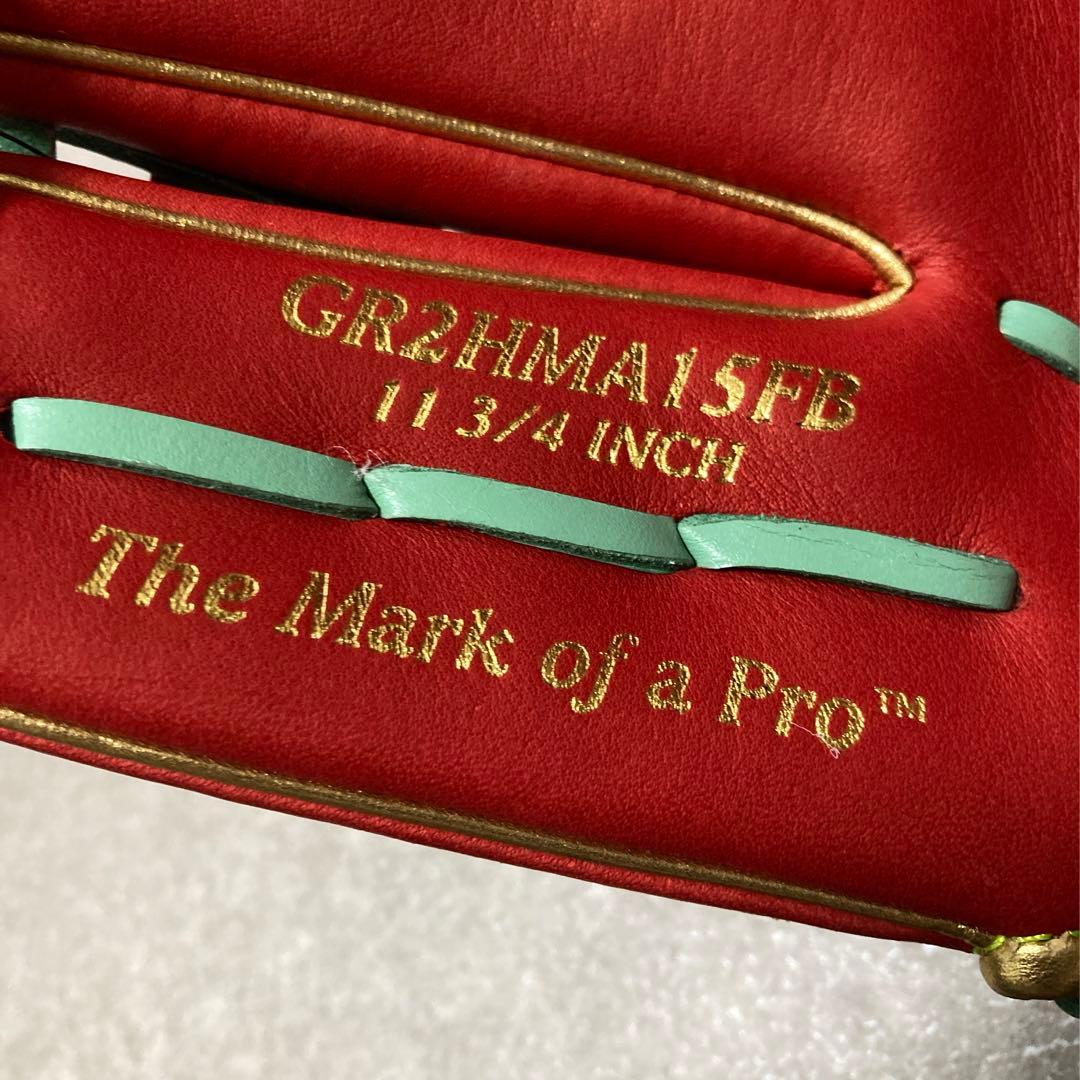 GR2HMA15FB
11 3/4 INCH
The Mark of a Pro™